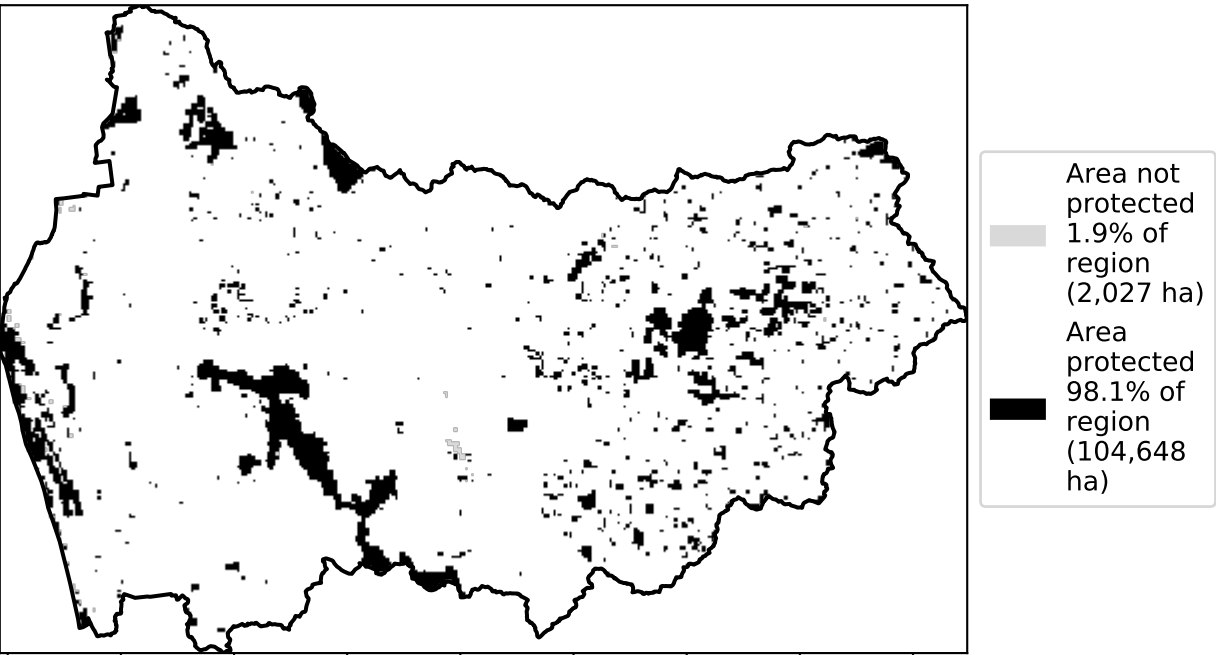 Area not
protected
1.9% of
region
(2,027 ha)
Area
protected
98.1% of
region
(104,648
ha)